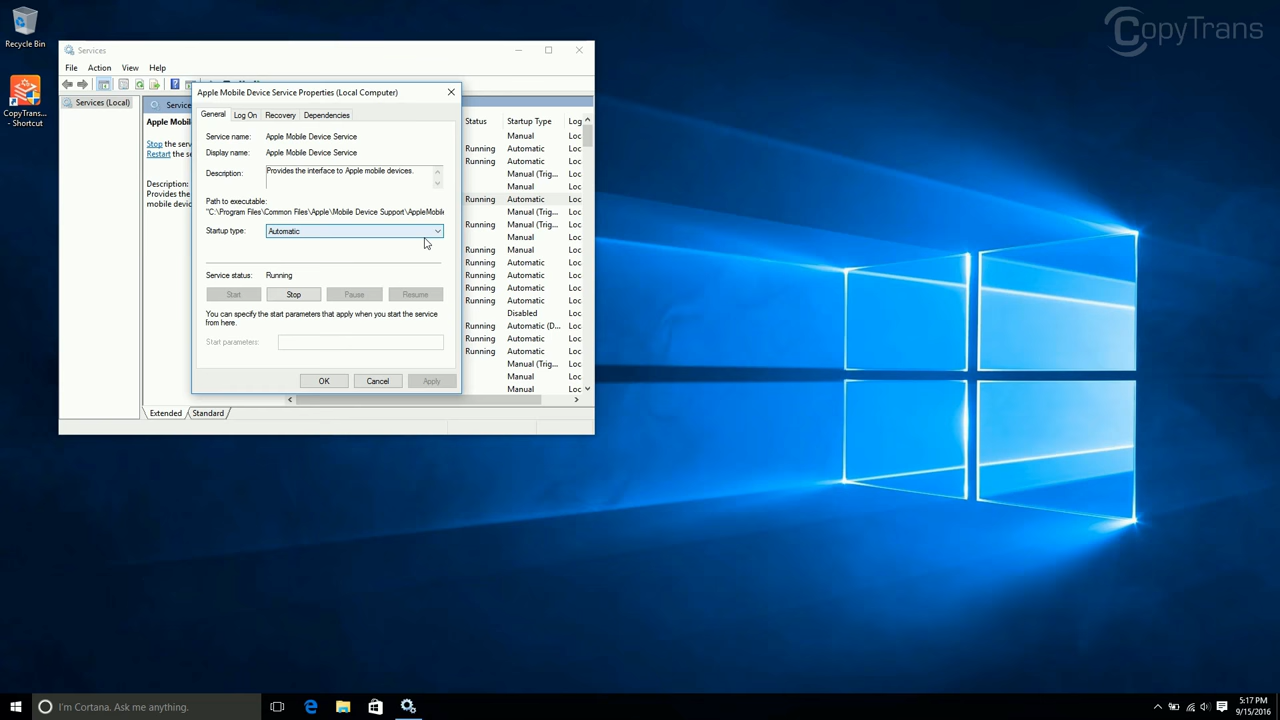 CopyTrans
Recycle Bin
CopyTrans...
- Shortcut
Services
File Action View Help
Services (Local)
Apple Mobile Device Service Properties (Local Computer)
General Log On Recovery Dependencies
Service name: Apple Mobile Device Service
Display name: Apple Mobile Device Service
Description: Provides the interface to Apple mobile devices.
Path to executable:
"C:\Program Files\Common Files\Apple\Mobile Device Support\AppleMobile
Startup type: Automatic
Service status: Running
Start Stop Pause Resume
You can specify the start parameters that apply when you start the service
from here.
Start parameters:
OK Cancel Apply
Service
Apple Mobil
Stop the serv
Restart the se
Description:
Provides the
mobile devic
Status Startup Type Log
Manual Loc
Running Automatic Loc
Running Automatic Loc
Manual (Trig... Loc
Manual Loc
Running Automatic Loc
Manual (Trig... Loc
Running Manual (Trig... Loc
Manual Loc
Running Manual Loc
Running Automatic Loc
Running Automatic Loc
Running Automatic Loc
Running Automatic Loc
Disabled Loc
Running Automatic (D... Loc
Running Automatic Loc
Running Automatic Loc
Manual (Trig... Loc
Manual Loc
Manual Loc
Extended Standard
I'm Cortana. Ask me anything.
5:17 PM
9/15/2016